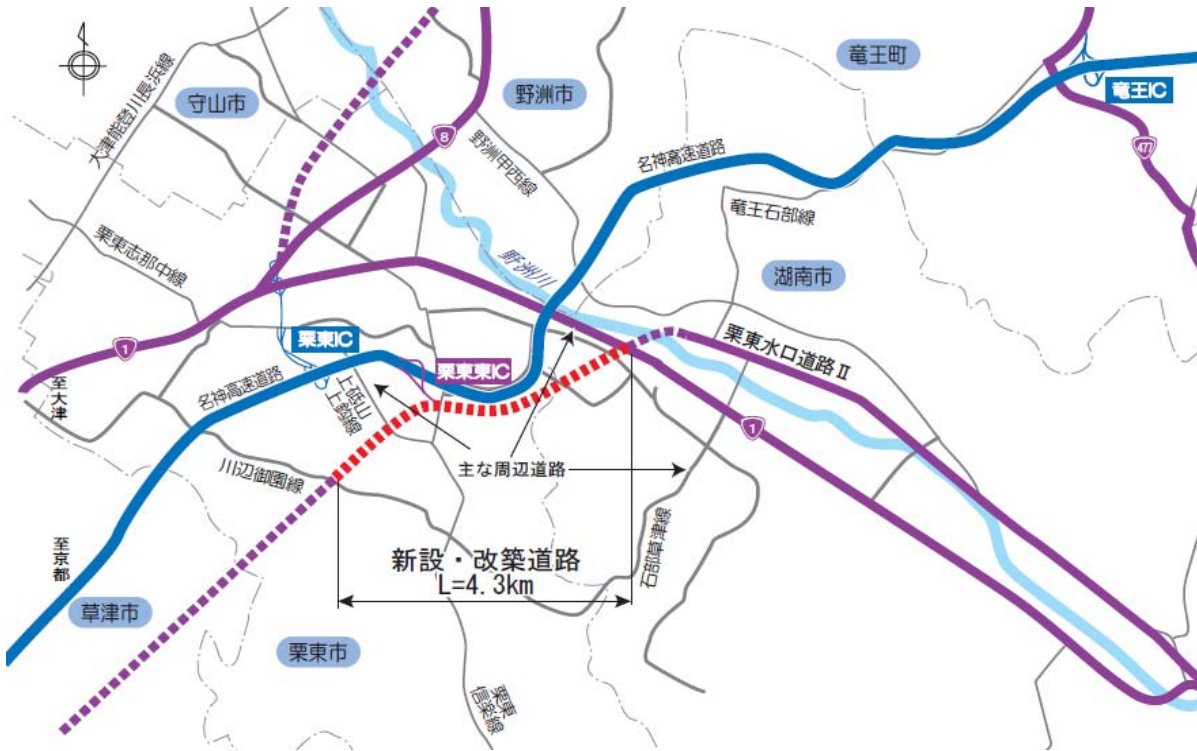 竜王町
竜王IC
守山市
野洲市
大津能登川長浜線
8
野洲甲西線
名神高速道路
477
竜王石部線
栗東志那中線
野洲川
湖南市
栗東IC
栗東東IC
栗東水口道路Ⅱ
1
至大津
名神高速道路
上砥山
上鈎線
1
主な周辺道路
川辺御園線
石部草津線
新設・改築道路
L=4.3km
至京都
草津市
栗東市
栗東
信楽線